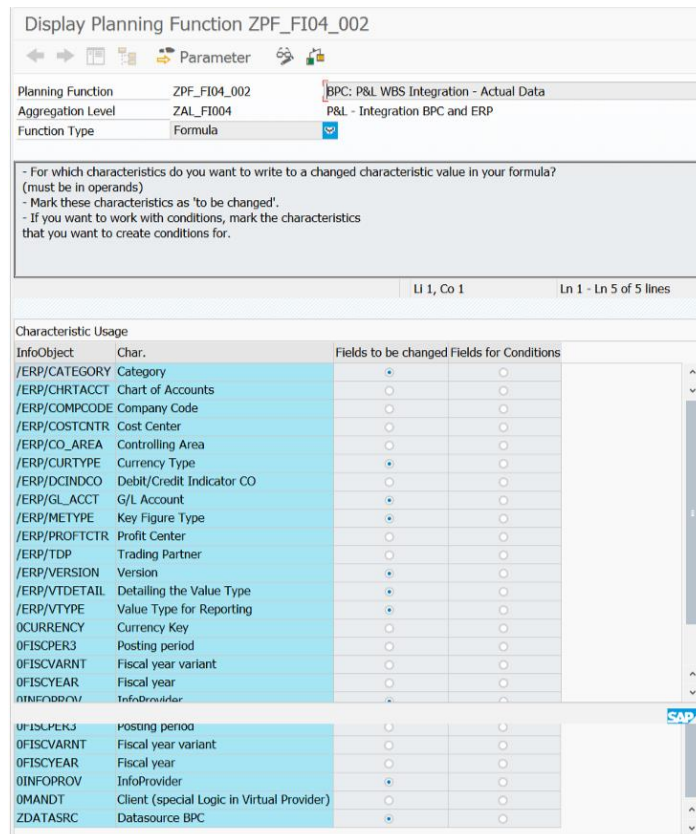 Display Planning Function ZPF_FI04_002
Parameter
Planning Function ZPF_FI04_002 BPC: P&L WBS Integration - Actual Data
Aggregation Level ZAL_FI004 P&L - Integration BPC and ERP
Function Type Formula
- For which characteristics do you want to write to a changed characteristic value in your formula?
(must be in operands)
- Mark these characteristics as 'to be changed'.
- If you want to work with conditions, mark the characteristics
that you want to create conditions for.
Li 1, Co 1 Ln 1 - Ln 5 of 5 lines
Characteristic Usage
InfoObject Char. Fields to be changed Fields for Conditions
/ERP/CATEGORY Category
/ERP/CHRTACCT Chart of Accounts
/ERP/COMPCODE Company Code
/ERP/COSTCNTR Cost Center
/ERP/CO_AREA Controlling Area
/ERP/CURTYPE Currency Type
/ERP/DCINDCO Debit/Credit Indicator CO
/ERP/GL_ACCT G/L Account
/ERP/METYPE Key Figure Type
/ERP/PROFTCTR Profit Center
/ERP/TDP Trading Partner
/ERP/VERSION Version
/ERP/VTDETAIL Detailing the Value Type
/ERP/VTYPE Value Type for Reporting
0CURRENCY Currency Key
0FISCPER3 Posting period
0FISCVARNT Fiscal year variant
0FISCYEAR Fiscal year
0INFOPROV InfoProvider
SAP
0FISCPER3 Posting period
0FISCVARNT Fiscal year variant
0FISCYEAR Fiscal year
0INFOPROV InfoProvider
0MANDT Client (special Logic in Virtual Provider)
ZDATASRC Datasource BPC